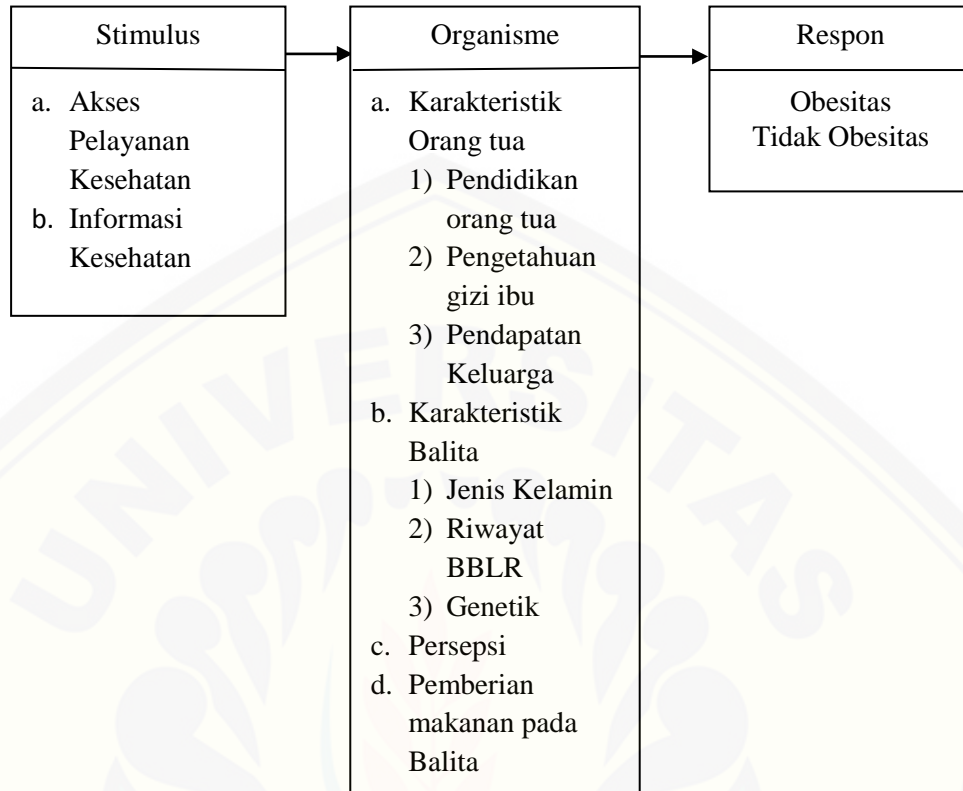 Stimulus
a. Akses
Pelayanan
Kesehatan
b. Informasi
Kesehatan
Organisme
a. Karakteristik
Orang tua
1) Pendidikan
orang tua
2) Pengetahuan
gizi ibu
3) Pendapatan
Keluarga
b. Karakteristik
Balita
1) Jenis Kelamin
2) Riwayat
BBLR
3) Genetik
c. Persepsi
d. Pemberian
makanan pada
Balita
Respon
Obesitas
Tidak Obesitas
UNIVERSITAS